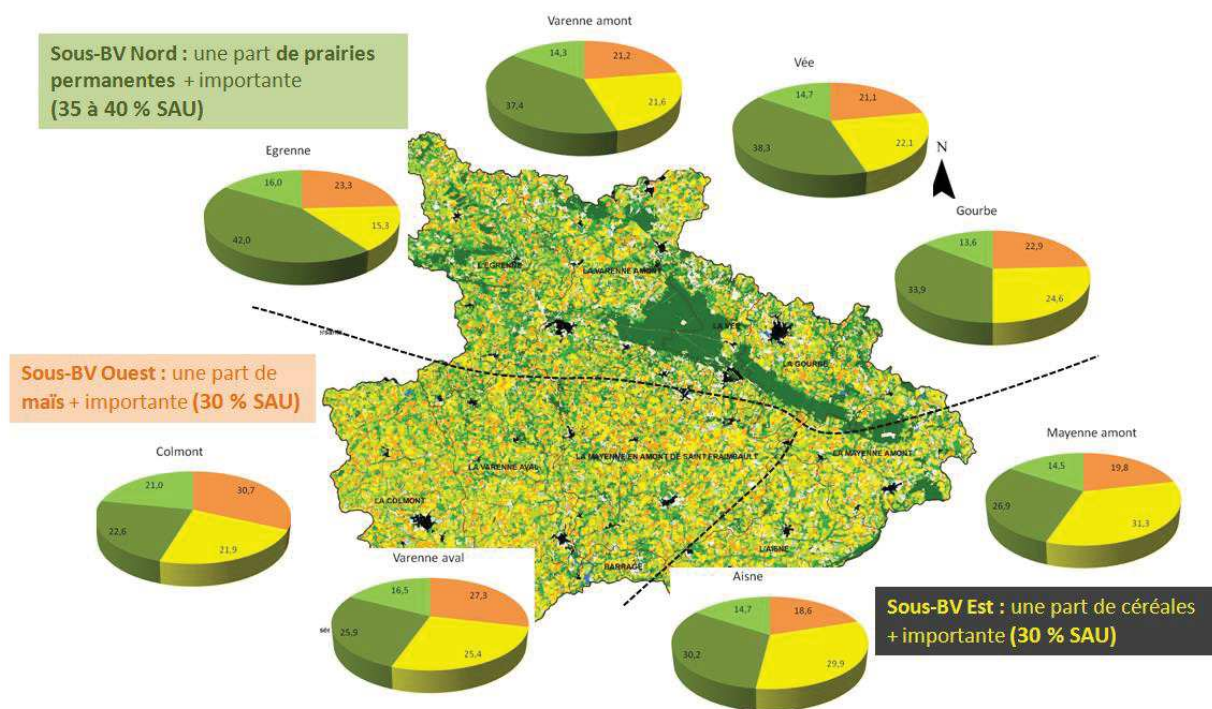 Varenne amont
14,3
21,2
37,4
21,6
Sous-BV Nord : une part de prairies
permanentes + importante
(35 à 40 % SAU)
Vée
14,7
21,1
38,3
22,1
N
Egrenne
16,0
23,3
42,0
15,3
Gourbe
13,6
22,9
33,9
24,6
L'EGRENNE
LA VARENNE AMONT
LA VEE
LA GOURBE
Sous-BV Ouest : une part de
maïs + importante (30 % SAU)
Colmont
21,0
30,7
22,6
21,9
LA VARENNE AVAL
LA MAYENNE EN AMONT DE SAINT FRAIMBAULT
LA MAYENNE AMONT
LA COLMONT
L'AISNE
BARRAGE
Mayenne amont
14,5
19,8
26,9
31,3
Varenne aval
16,5
27,3
25,9
25,4
Aisne
14,7
18,6
30,2
29,9
Sous-BV Est : une part de céréales
+ importante (30 % SAU)